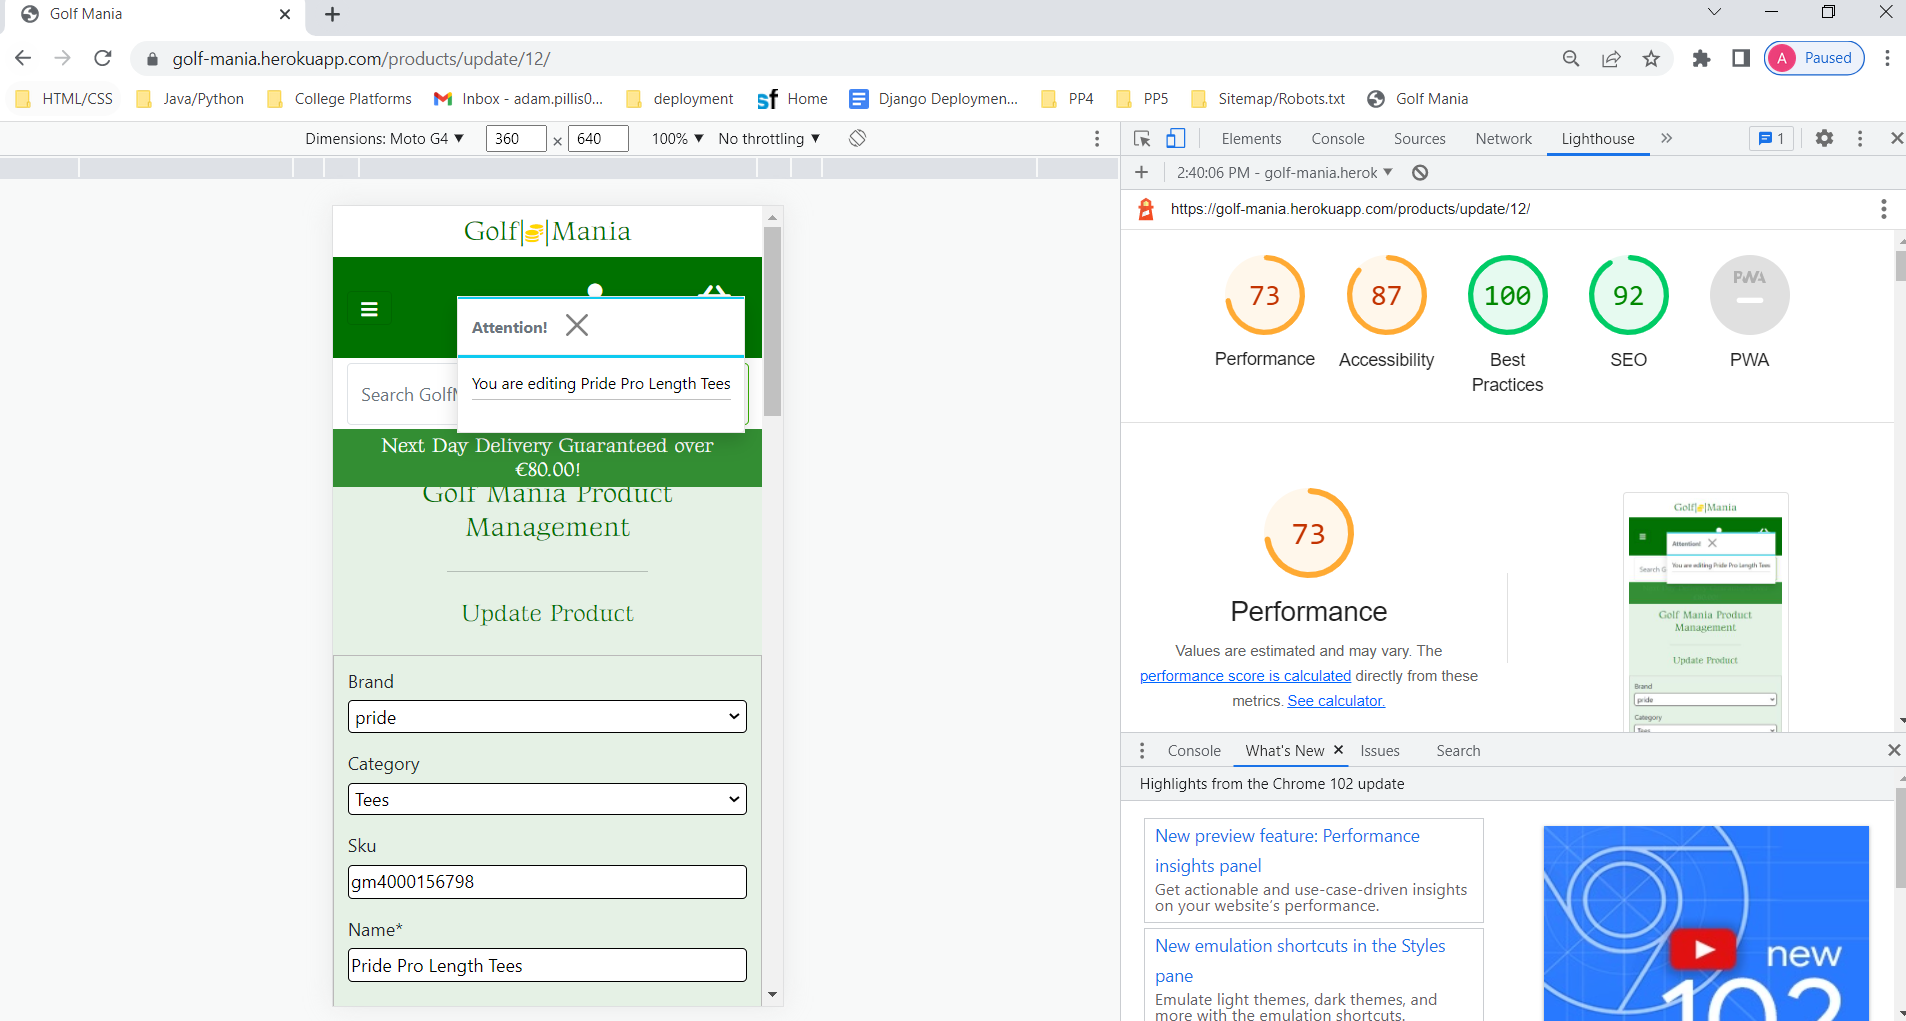 Golf Mania
golf-mania.herokuapp.com/products/update/12/
A Paused
HTML/CSS Java/Python College Platforms Inbox - adam.pillis0... deployment sf Home Django Deploymen... PP4 PP5 Sitemap/Robots.txt Golf Mania
Dimensions: Moto G4 ▼ 360 × 640 100% ▼ No throttling ▼
Elements Console Sources Network Lighthouse » 1
2:40:06 PM - golf-mania.herok ▼
https://golf-mania.herokuapp.com/products/update/12/
Golf Mania
Attention!
You are editing Pride Pro Length Tees
Search Golf
Next Day Delivery Guaranteed over
€80.00!
Golf Mania Product
Management
Update Product
Brand
pride
Category
Tees
Sku
gm4000156798
Name*
Pride Pro Length Tees
73 87 100 92 PWA
Performance Accessibility Best Practices SEO PWA
73
Performance
Values are estimated and may vary. The
performance score is calculated directly from these
metrics. See calculator.
Golf Mania
Attention!
You are editing Pride Pro Length Tees
Search G
Golf Mania Product
Management
Update Product
Brand
pride
Category
Tees
Console What's New Issues Search
Highlights from the Chrome 102 update
New preview feature: Performance
insights panel
Get actionable and use-case-driven insights
on your website's performance.
New emulation shortcuts in the Styles
pane
Emulate light themes, dark themes, and
more with the emulation shortcuts.
new
102